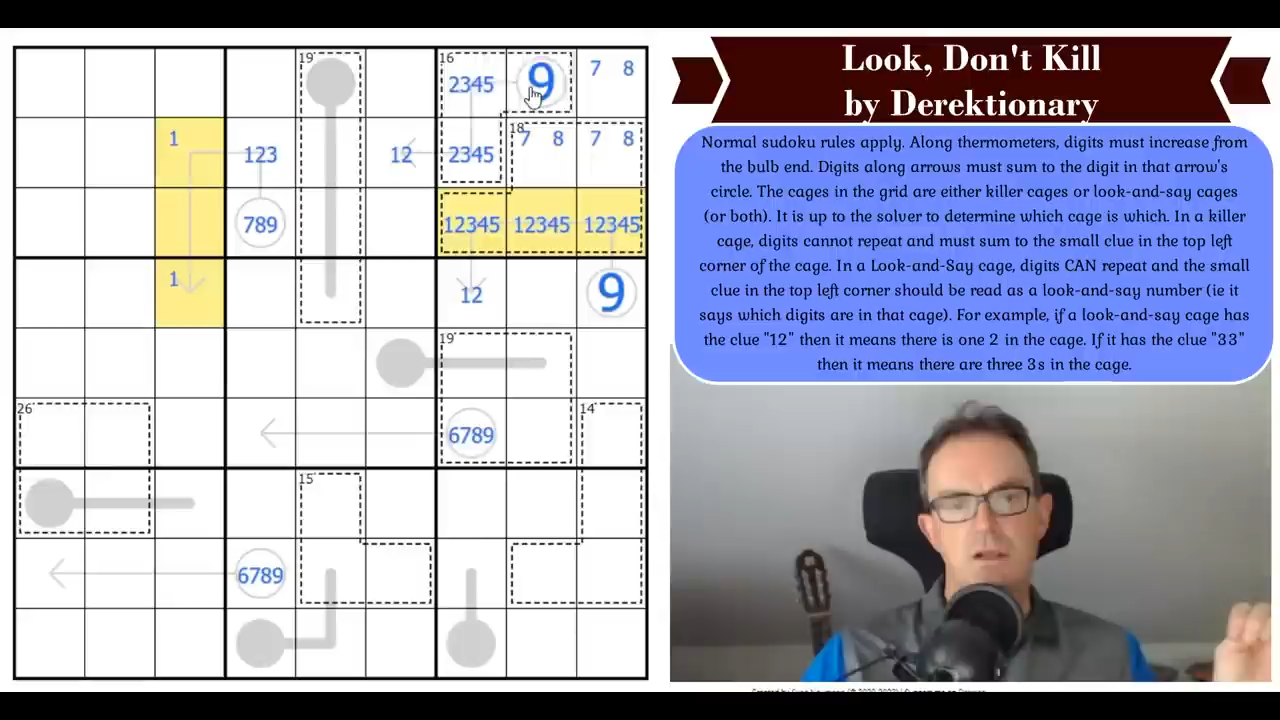 Look, Don't Kill
by Derektionary
Normal sudoku rules apply. Along thermometers, digits must increase from
the bulb end. Digits along arrows must sum to the digit in that arrow's
circle. The cages in the grid are either killer cages or look-and-say cages
(or both). It is up to the solver to determine which cage is which. In a killer
cage, digits cannot repeat and must sum to the small clue in the top left
corner of the cage. In a Look-and-Say cage, digits CAN repeat and the small
clue in the top left corner should be read as a look-and-say number (ie it
says which digits are in that cage). For example, if a look-and-say cage has
the clue "12" then it means there is one 2 in the cage. If it has the clue "33"
then it means there are three 3s in the cage.
19 16 2345 9 7 8
1 123 12 2345 18 7 8 7 8
789 12345 12345 12345
1 12 9
19
26 6789 14
15
6789